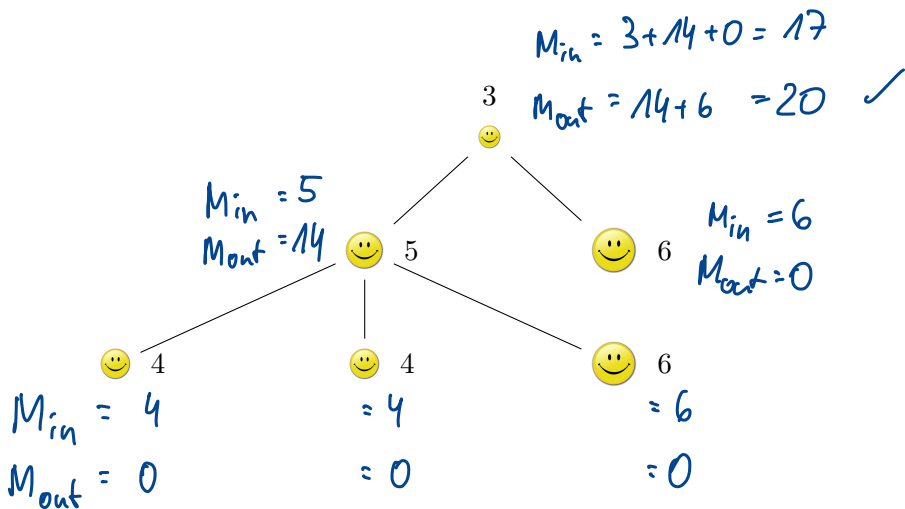 M_in = 3+14+0 = 17
M_out = 14+6 = 20 ✓
3
M_in = 5
M_out = 14
5
6
M_in = 6
M_out = 0
4
4
6
M_in = 4 = 4 = 6
M_out = 0 = 0 = 0